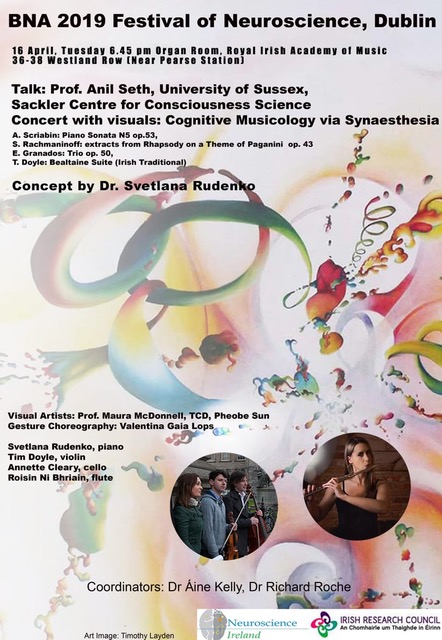 BNA 2019 Festival of Neuroscience, Dublin
16 April, Tuesday 6.45 pm Organ Room, Royal Irish Academy of Music
36-38 Westland Row (Near Pearse Station)
Talk: Prof. Anil Seth, University of Sussex,
Sackler Centre for Consciousness Science
Concert with visuals: Cognitive Musicology via Synaesthesia
A. Scriabin: Piano Sonata N5 op.53,
S. Rachmaninoff: extracts from Rhapsody on a Theme of Paganini op. 43
E. Granados: Trio op. 50,
T. Doyle: Bealtaine Suite (Irish Traditional)
Concept by Dr. Svetlana Rudenko
Visual Artists: Prof. Maura McDonnell, TCD, Pheobe Sun
Gesture Choreography: Valentina Gaia Lops
Svetlana Rudenko, piano
Tim Doyle, violin
Annette Cleary, cello
Roisin Ni Bhriain, flute
Coordinators: Dr Áine Kelly, Dr Richard Roche
Art Image: Timothy Layden
Neuroscience
Ireland
IRISH RESEARCH COUNCIL
An Chomhairle um Thaighde in Éirinn